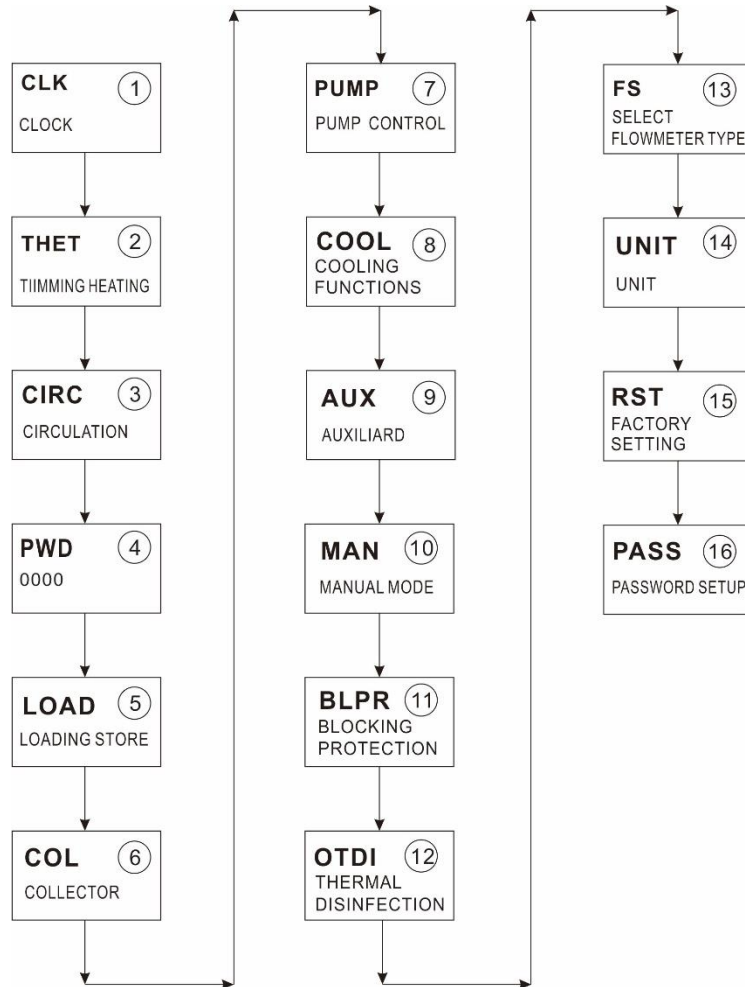 CLK 1
CLOCK
THET 2
TIIMMING HEATING
CIRC 3
CIRCULATION
PWD 4
0000
LOAD 5
LOADING STORE
COL 6
COLLECTOR
PUMP 7
PUMP CONTROL
COOL 8
COOLING
FUNCTIONS
AUX 9
AUXILIARD
MAN 10
MANUAL MODE
BLPR 11
BLOCKING
PROTECTION
OTDI 12
THERMAL
DISINFECTION
FS 13
SELECT
FLOWMETER TYPE
UNIT 14
UNIT
RST 15
FACTORY
SETTING
PASS 16
PASSWORD SETUP